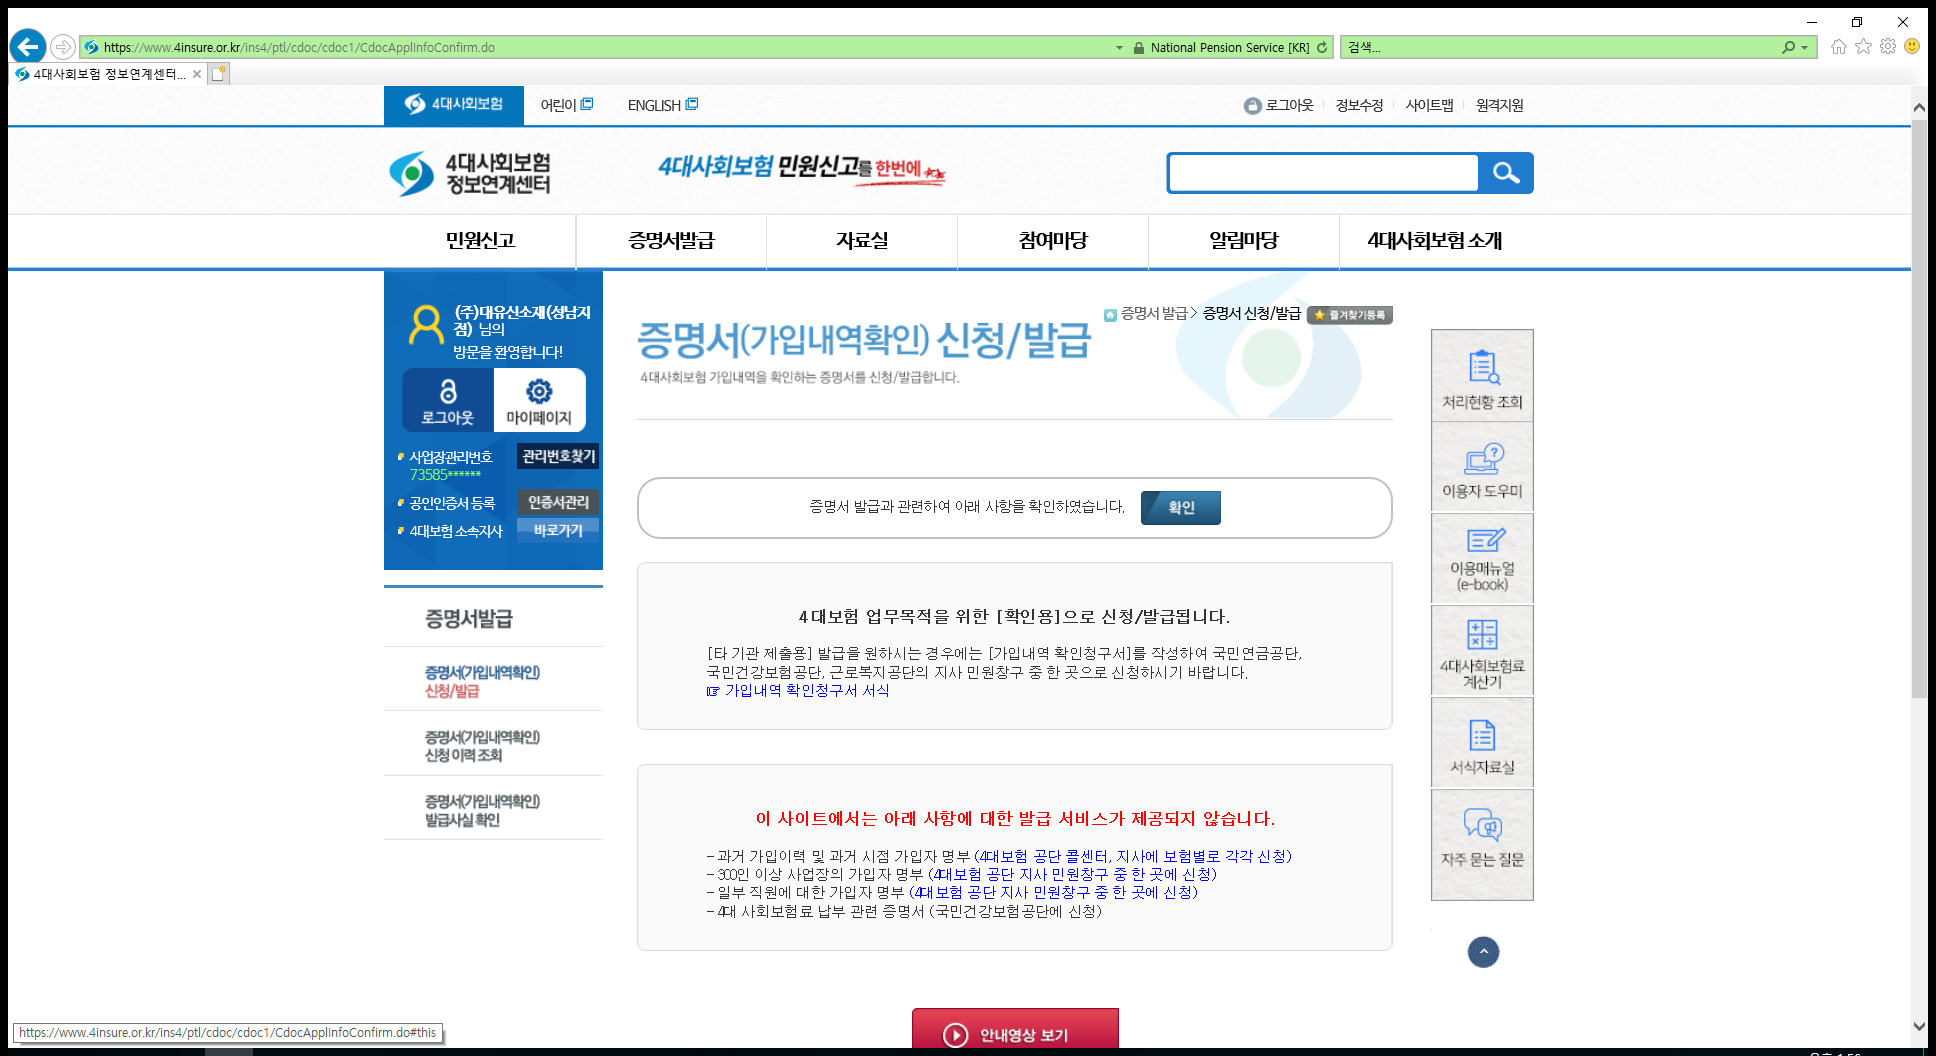 https://www.4insure.or.kr/ins4/ptl/cdoc/cdoc1/CdocApplInfoConfirm.do
National Pension Service [KR]
검색...
4대사회보험 정보연계센터...
4대사회보험
어린이
ENGLISH
로그아웃
정보수정
사이트맵
원격지원
4대사회보험
정보연계센터
4대사회보험 민원신고를 한번에
민원신고
증명서발급
자료실
참여마당
알림마당
4대사회보험 소개
(주)대유신소재(성남지
점) 님의
방문을 환영합니다!
로그아웃
마이페이지
사업장관리번호
관리번호찾기
73585******
공인인증서 등록
인증서관리
4대보험 소속지사
바로가기
증명서발급
증명서(가입내역확인)
신청/발급
증명서(가입내역확인)
신청 이력 조회
증명서(가입내역확인)
발급사실 확인
증명서 발급 > 증명서 신청/발급
즐겨찾기등록
증명서(가입내역확인) 신청/발급
4대사회보험 가입내역을 확인하는 증명서를 신청/발급합니다.
증명서 발급과 관련하여 아래 사항을 확인하였습니다.
확인
4대보험 업무목적을 위한 [확인용]으로 신청/발급됩니다.
[타 기관 제출용] 발급을 원하시는 경우에는 [가입내역 확인청구서]를 작성하여 국민연금공단,
국민건강보험공단, 근로복지공단의 지사 민원창구 중 한 곳으로 신청하시기 바랍니다.
☞ 가입내역 확인청구서 서식
이 사이트에서는 아래 사항에 대한 발급 서비스가 제공되지 않습니다.
- 과거 가입이력 및 과거 시점 가입자 명부 (4대보험 공단 콜센터, 지사에 보험별로 각각 신청)
- 300인 이상 사업장의 가입자 명부 (4대보험 공단 지사 민원창구 중 한 곳에 신청)
- 일부 직원에 대한 가입자 명부 (4대보험 공단 지사 민원창구 중 한 곳에 신청)
- 4대 사회보험료 납부 관련 증명서 (국민건강보험공단에 신청)
안내영상 보기
처리현황 조회
이용자 도우미
이용매뉴얼
(e-book)
4대사회보험료
계산기
서식자료실
자주 묻는 질문
https://www.4insure.or.kr/ins4/ptl/cdoc/cdoc1/CdocApplInfoConfirm.do#this